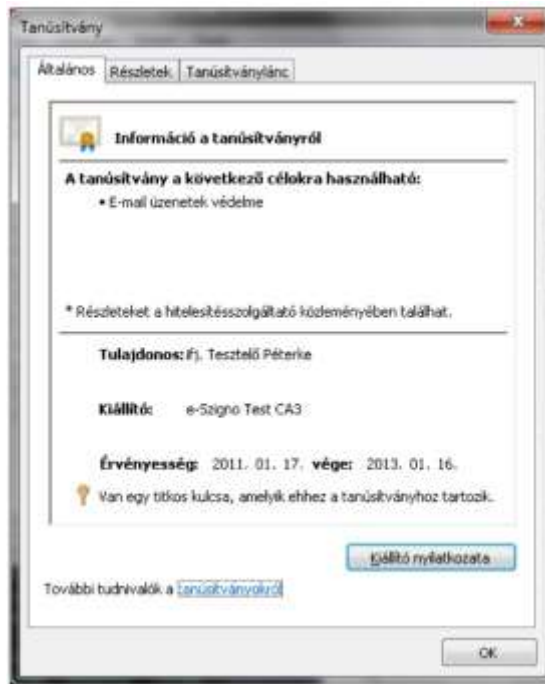 Tanúsítvány
Általános Részletek Tanúsítványlánc
Információ a tanúsítványról
A tanúsítvány a következő célokra használható:
• E-mail üzenetek védelme
* Részleteket a hitelesítésszolgáltató közleményében találhat.
Tulajdonos: ifj. Tesztelő Péterke
Kiállító: e-Szigno Test CA3
Érvényesség: 2011. 01. 17. vége: 2013. 01. 16.
Van egy titkos kulcsa, amelyik ehhez a tanúsítványhoz tartozik.
Kiállító nyilatkozata
További tudnivalók a tanúsítványokról
OK